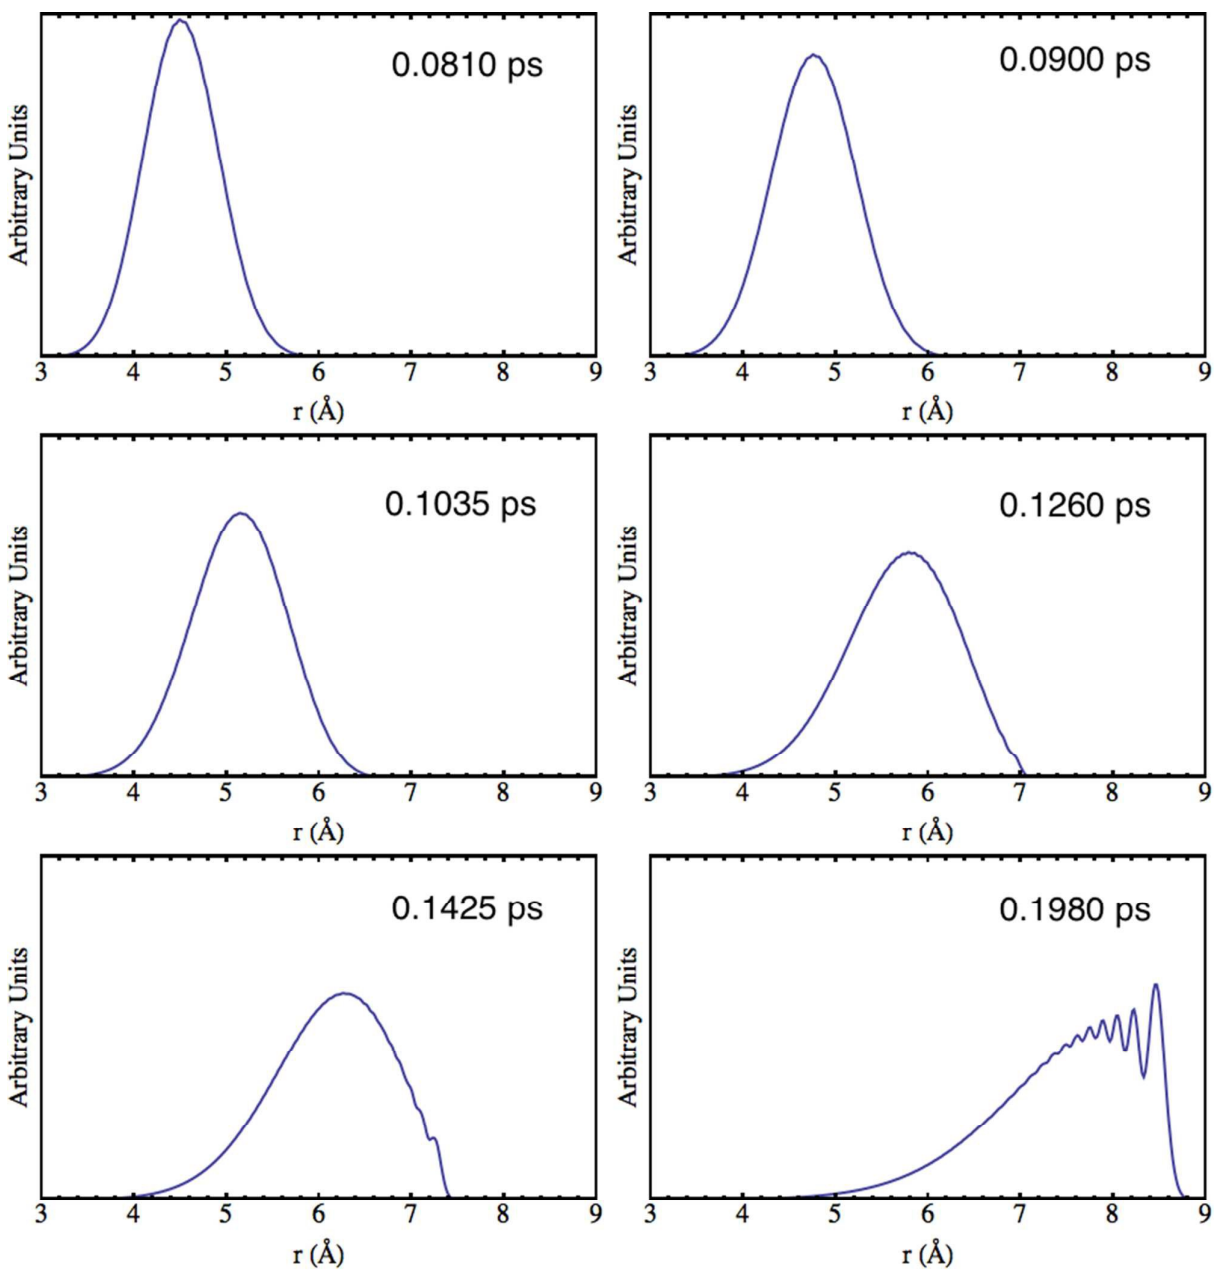 0.0810 ps
Arbitrary Units
3 4 5 6 7 8 9
r (Å)
0.0900 ps
Arbitrary Units
3 4 5 6 7 8 9
r (Å)
0.1035 ps
Arbitrary Units
3 4 5 6 7 8 9
r (Å)
0.1260 ps
Arbitrary Units
3 4 5 6 7 8 9
r (Å)
0.1425 ps
Arbitrary Units
3 4 5 6 7 8 9
r (Å)
0.1980 ps
Arbitrary Units
3 4 5 6 7 8 9
r (Å)